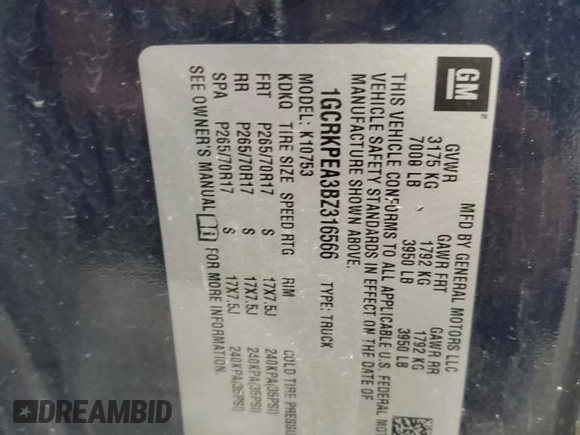 GM
MFD BY GENERAL MOTORS LLC
GVWR GAWR FRT GAWR RR
3175 KG 1792 KG 1792 KG
7000 LB 3950 LB 3950 LB
THIS VEHICLE CONFORMS TO ALL APPLICABLE U.S. FEDERAL MOTOR
VEHICLE SAFETY STANDARDS IN EFFECT ON THE DATE OF
MANUFACTURE SHOWN ABOVE.
1GCRKPEA3BZ316566 TYPE: TRUCK
MODEL: K10753
KDKQ TIRE SIZE SPEED RTG RIM COLD TIRE PRESSU
FRT P265/70R17 S 17X7.5J 240KPA(35PSI)
RR P265/70R17 S 17X7.5J 240KPA(35PSI)
SPA P265/70R17 S 17X7.5J 240KPA(35PSI)
SEE OWNER'S MANUAL FOR MORE INFORMATION.
DREAMBID